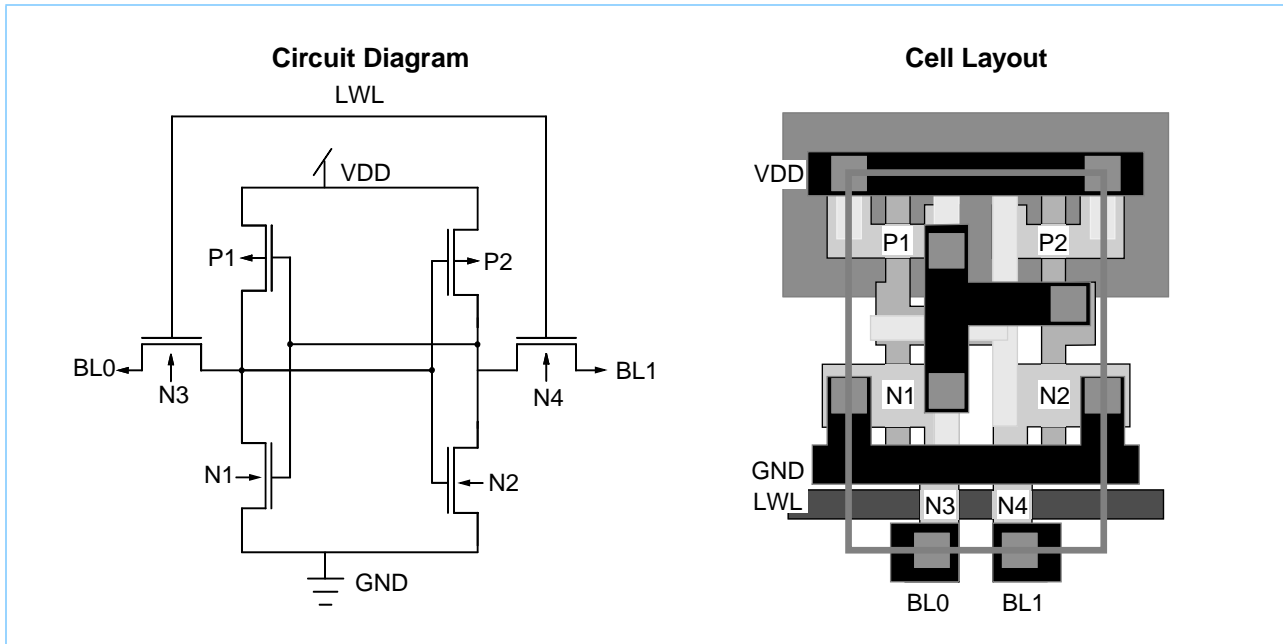 Circuit Diagram
LWL
VDD
P1
P2
BL0
N3
N4
BL1
N1
N2
GND
Cell Layout
VDD
P1
P2
N1
N2
GND
LWL
N3
N4
BL0
BL1